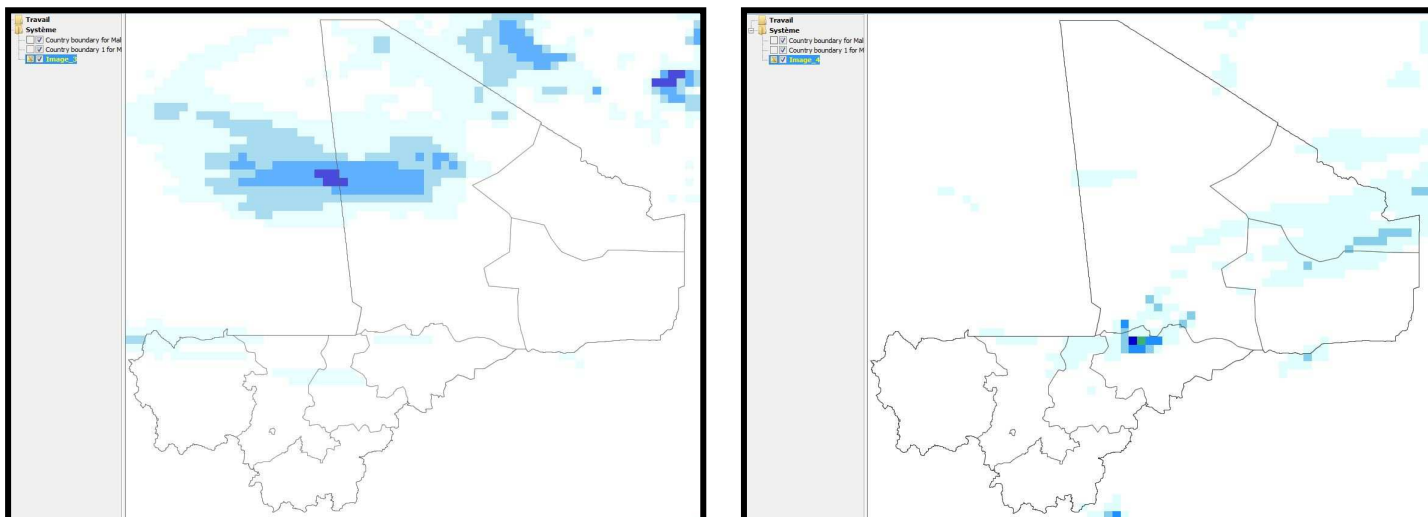 Travail
Système
Country boundary for Mal
Country boundary 1 for M
Image_3
Travail
Système
Country boundary for Mal
Country boundary 1 for M
Image_4